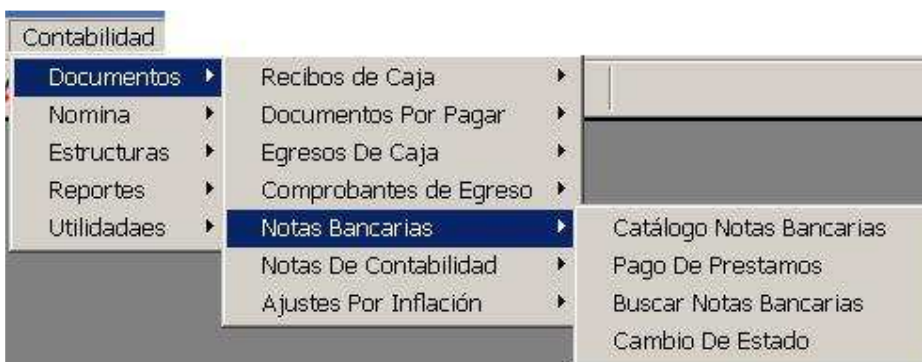 Contabilidad
Documentos
Nomina
Estructuras
Reportes
Utilidadaes
Recibos de Caja
Documentos Por Pagar
Egresos De Caja
Comprobantes de Egreso
Notas Bancarias
Notas De Contabilidad
Ajustes Por Inflación
Catálogo Notas Bancarias
Pago De Prestamos
Buscar Notas Bancarias
Cambio De Estado